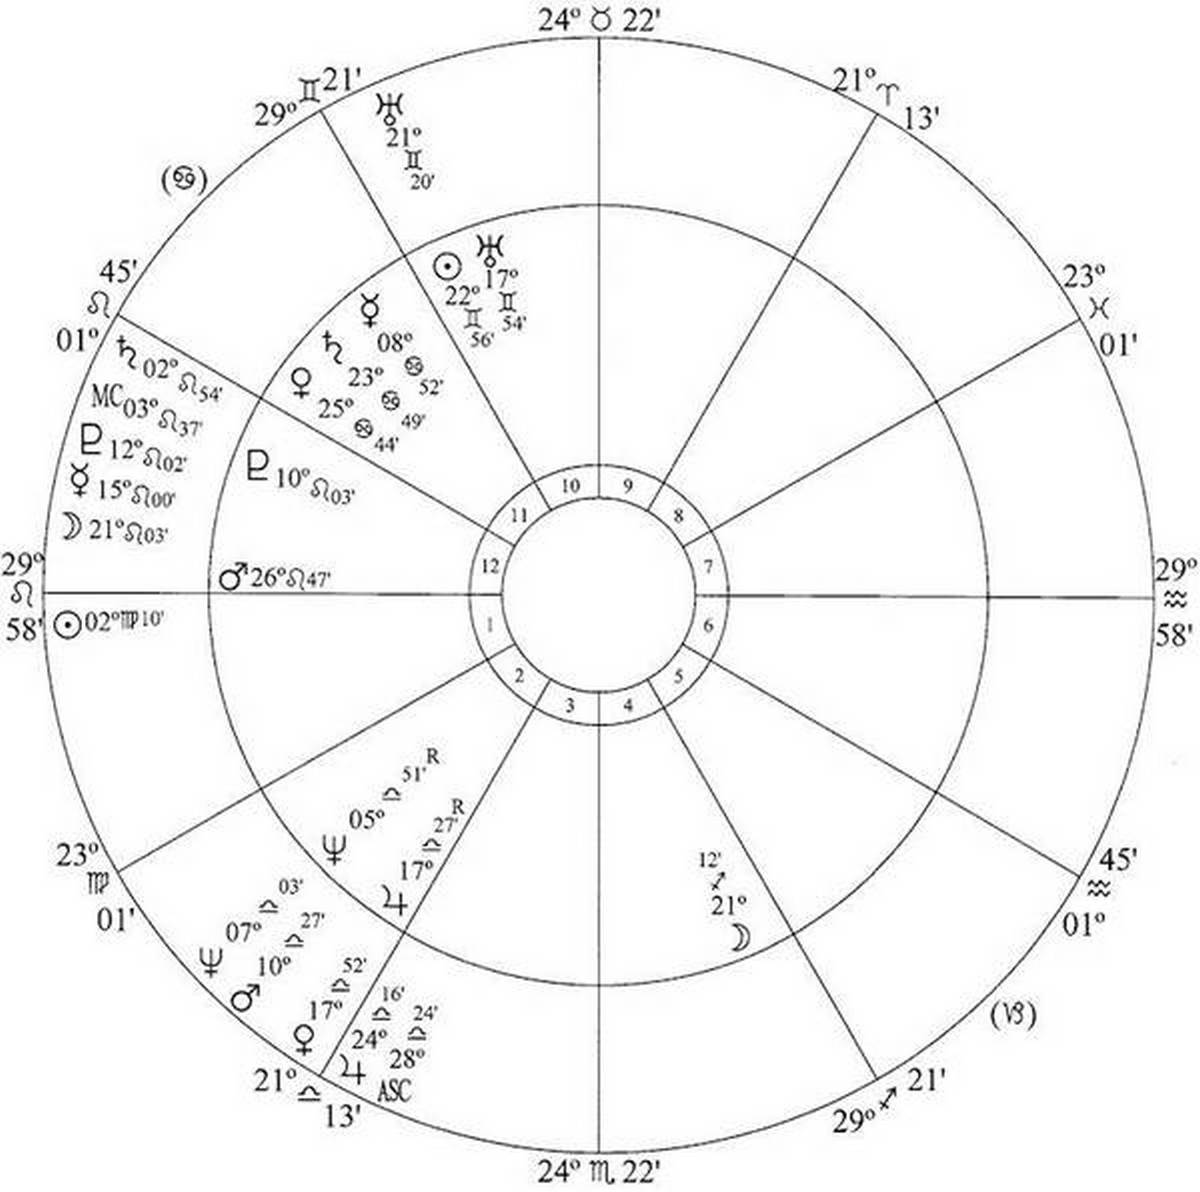 24° ♉ 22'
21° ♈ 13'
23° ♓ 01'
29° ♒ 58'
45' ♒ 01°
(♑)
21' ♐ 29°
24° ♏ 22'
21° ♎ 13'
23° ♍ 01'
29° ♌ 58'
45' ♌ 01°
(♋)
29° ♊ 21'
♅ 21° ♊ 20'
♄ 02° ♌ 54'
MC 03° ♌ 37'
♇ 12° ♌ 02'
☿ 15° ♌ 00'
☽ 21° ♌ 03'
☉ 02° ♍ 10'
♆ 07° ♎ 03'
♂ 10° ♎ 27'
♀ 17° ♎ 52'
♃ 24° ♎ 16'
ASC 28° ♎ 24'
♅ 17° ♊ 54'
☉ 22° ♊ 56'
☿ 08° ♋ 52'
♄ 23° ♋ 49'
♀ 25° ♋ 44'
♇ 10° ♌ 03'
♂ 26° ♌ 47'
♆ 05° ♎ 51' R
♃ 17° ♎ 27' R
☽ 21° ♐ 12'
1
2
3
4
5
6
7
8
9
10
11
12